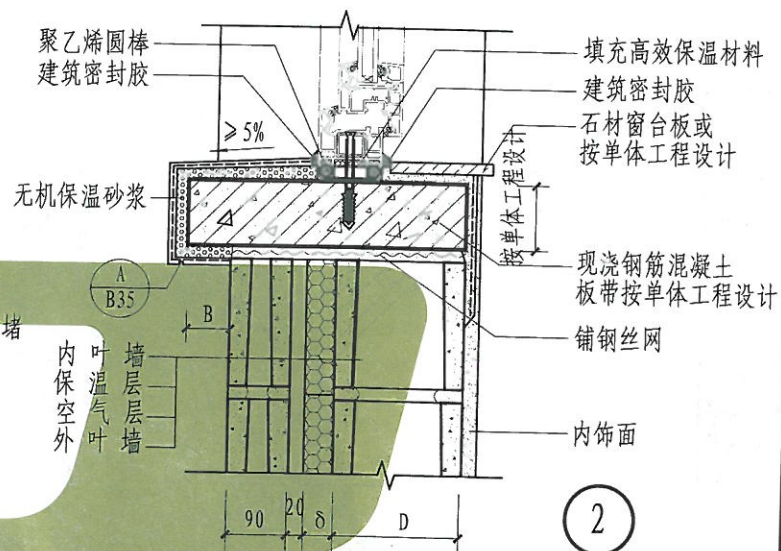 聚乙烯圆棒
建筑密封胶
≥5%
无机保温砂浆
A
B35
B
堵
内叶墙
保温层
空气层
外叶墙
90
20
δ
D
填充高效保温材料
建筑密封胶
石材窗台板或
按单体工程设计
按单体工程设计
现浇钢筋混凝土
板带按单体工程设计
铺钢丝网
内饰面
2